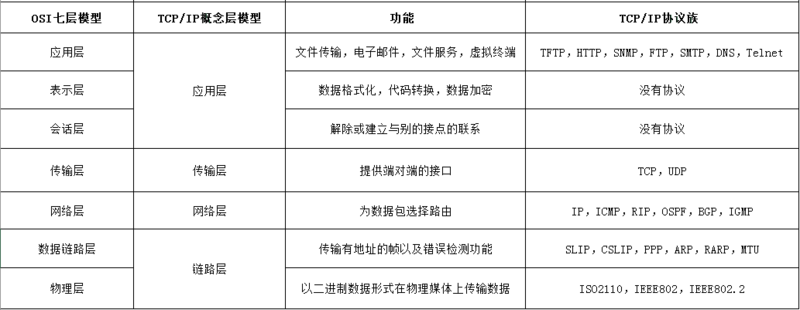 OSI七层模型 TCP/IP概念层模型 功能 TCP/IP协议族
应用层 文件传输，电子邮件，文件服务，虚拟终端 TFTP，HTTP，SNMP，FTP，SMTP，DNS，Telnet
表示层 应用层 数据格式化，代码转换，数据加密 没有协议
会话层 解除或建立与别的接点的联系 没有协议
传输层 传输层 提供端对端的接口 TCP，UDP
网络层 网络层 为数据包选择路由 IP，ICMP，RIP，OSPF，BGP，IGMP
数据链路层 传输有地址的帧以及错误检测功能 SLIP，CSLIP，PPP，ARP，RARP，MTU
链路层
物理层 以二进制数据形式在物理媒体上传输数据 ISO2110，IEEE802，IEEE802.2